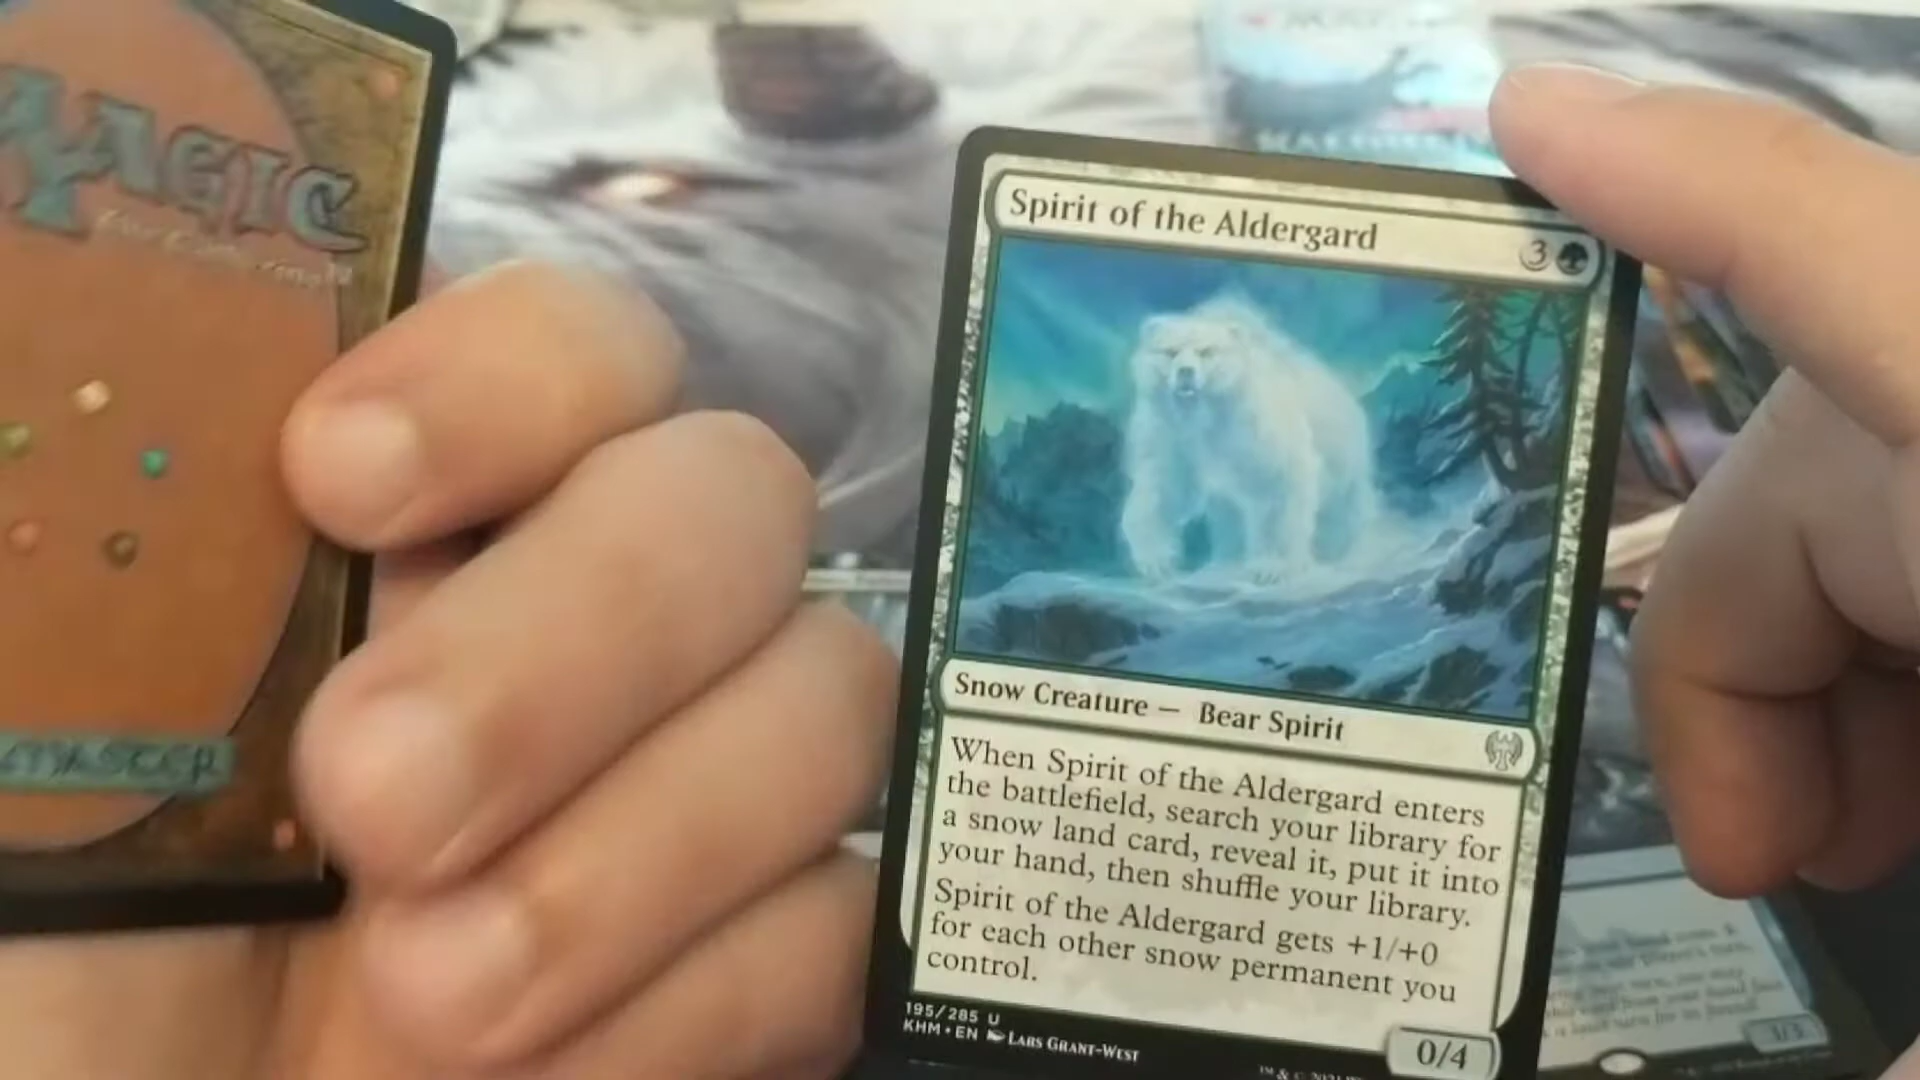 MAGIC
Spirit of the Aldergard
3
Snow Creature — Bear Spirit
When Spirit of the Aldergard enters
the battlefield, search your library for
a snow land card, reveal it, put it into
your hand, then shuffle your library.
Spirit of the Aldergard gets +1/+0
for each other snow permanent you
control.
195/285 U
KHM • EN LARS GRANT-WEST
0/4
3/3